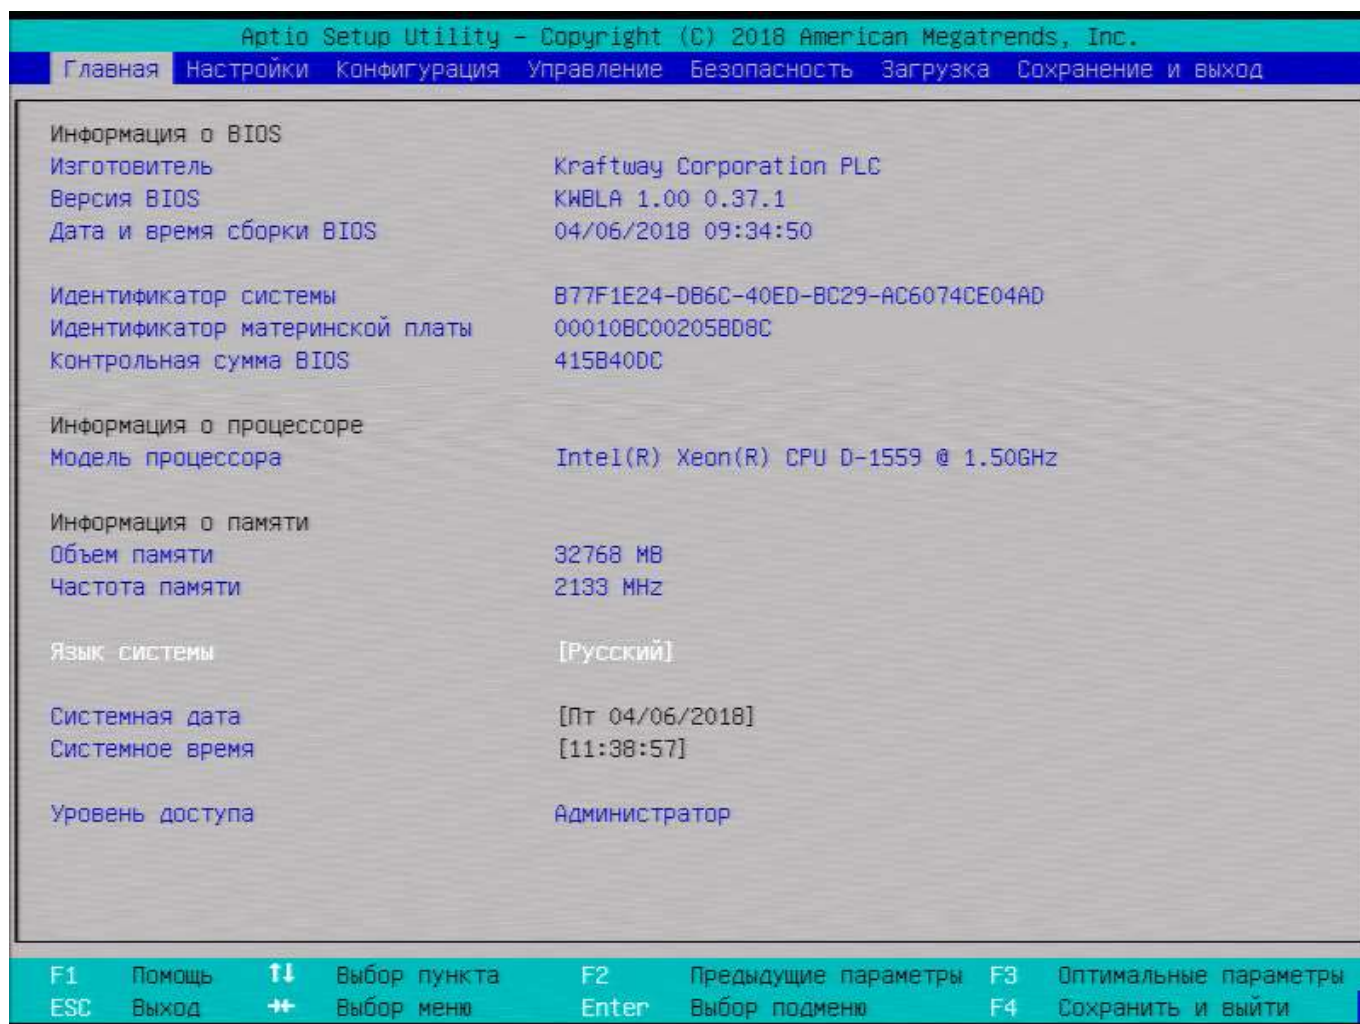 Aptio Setup Utility – Copyright (C) 2018 American Megatrends, Inc.
Главная Настройки Конфигурация Управление Безопасность Загрузка Сохранение и выход
Информация о BIOS
Изготовитель Kraftway Corporation PLC
Версия BIOS KWBLA 1.00 0.37.1
Дата и время сборки BIOS 04/06/2018 09:34:50
Идентификатор системы B77F1E24-DB6C-40ED-BC29-AC6074CE04AD
Идентификатор материнской платы 00010BC00205BD8C
Контрольная сумма BIOS 415B40DC
Информация о процессоре
Модель процессора Intel(R) Xeon(R) CPU D-1559 @ 1.50GHz
Информация о памяти
Объем памяти 32768 MB
Частота памяти 2133 MHz
Язык системы [Русский]
Системная дата [Пт 04/06/2018]
Системное время [11:38:57]
Уровень доступа Администратор
F1 Помощь ↑↓ Выбор пункта F2 Предыдущие параметры F3 Оптимальные параметры
ESC Выход →← Выбор меню Enter Выбор подменю F4 Сохранить и выйти